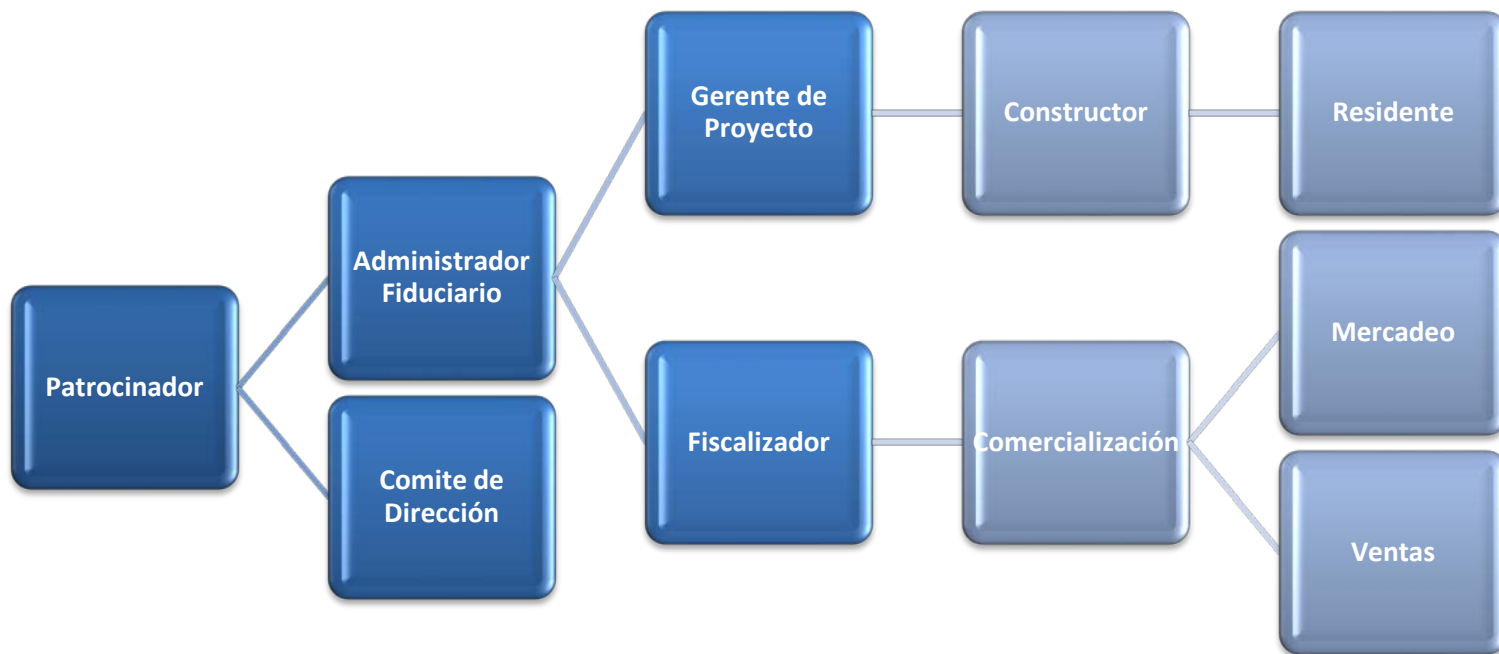 Patrocinador
Administrador
Fiduciario
Comite de
Dirección
Gerente de
Proyecto
Fiscalizador
Constructor
Comercialización
Residente
Mercadeo
Ventas